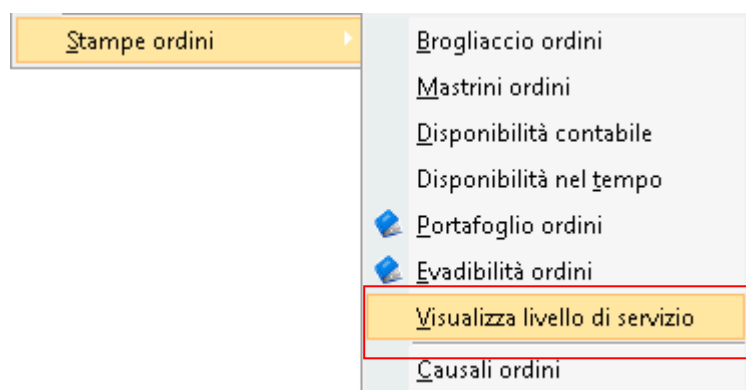 Stampe ordini
Brogliaccio ordini
Mastrini ordini
Disponibilità contabile
Disponibilità nel tempo
Portafoglio ordini
Evadibilità ordini
Visualizza livello di servizio
Causali ordini